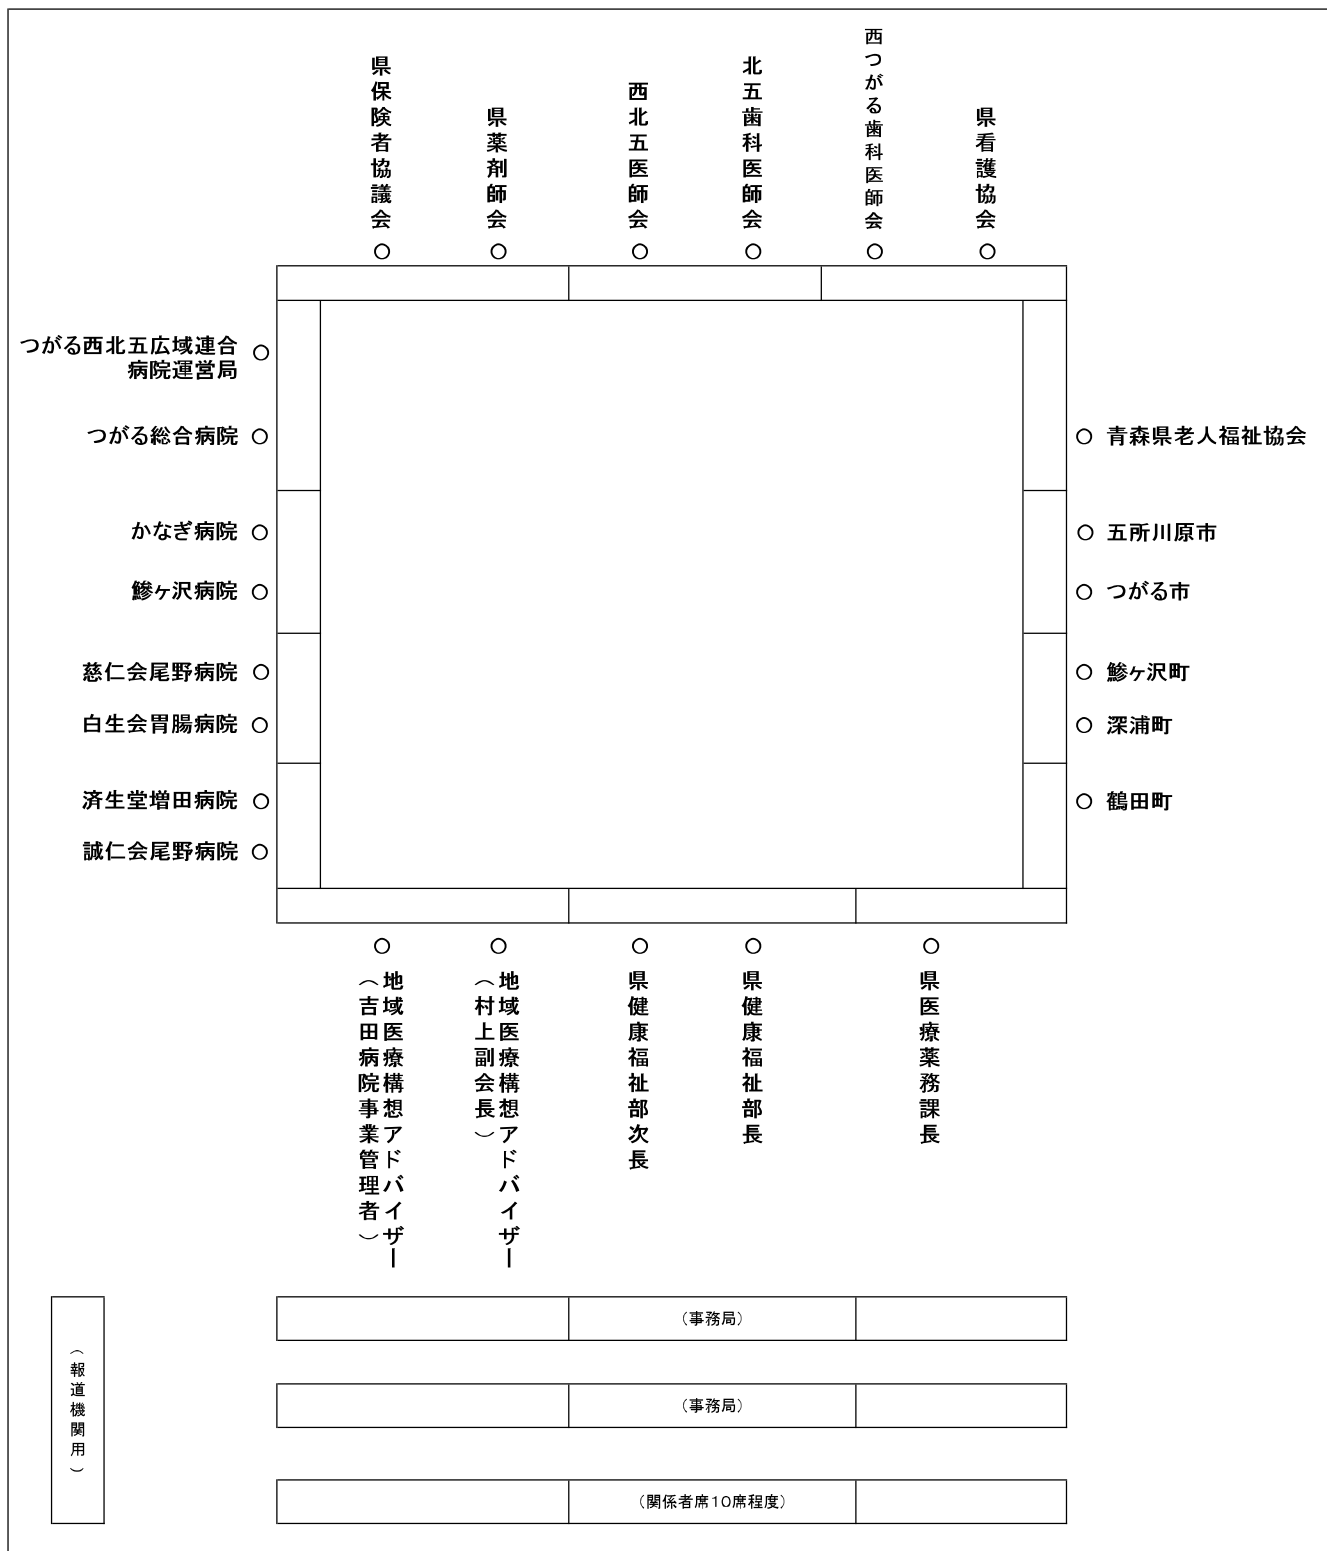 県保険者協議会
県薬剤師会
西北五医師会
北五歯科医師会
西つがる歯科医師会
県看護協会
つがる西北五広域連合
病院運営局
つがる総合病院
かなぎ病院
鰺ヶ沢病院
慈仁会尾野病院
白生会胃腸病院
済生堂増田病院
誠仁会尾野病院
青森県老人福祉協会
五所川原市
つがる市
鰺ヶ沢町
深浦町
鶴田町
地域医療構想アドバイザー
（吉田病院事業管理者）
地域医療構想アドバイザー
（村上副会長）
県健康福祉部次長
県健康福祉部長
県医療薬務課長
（報道機関用）
（事務局）
（事務局）
（関係者席10席程度）